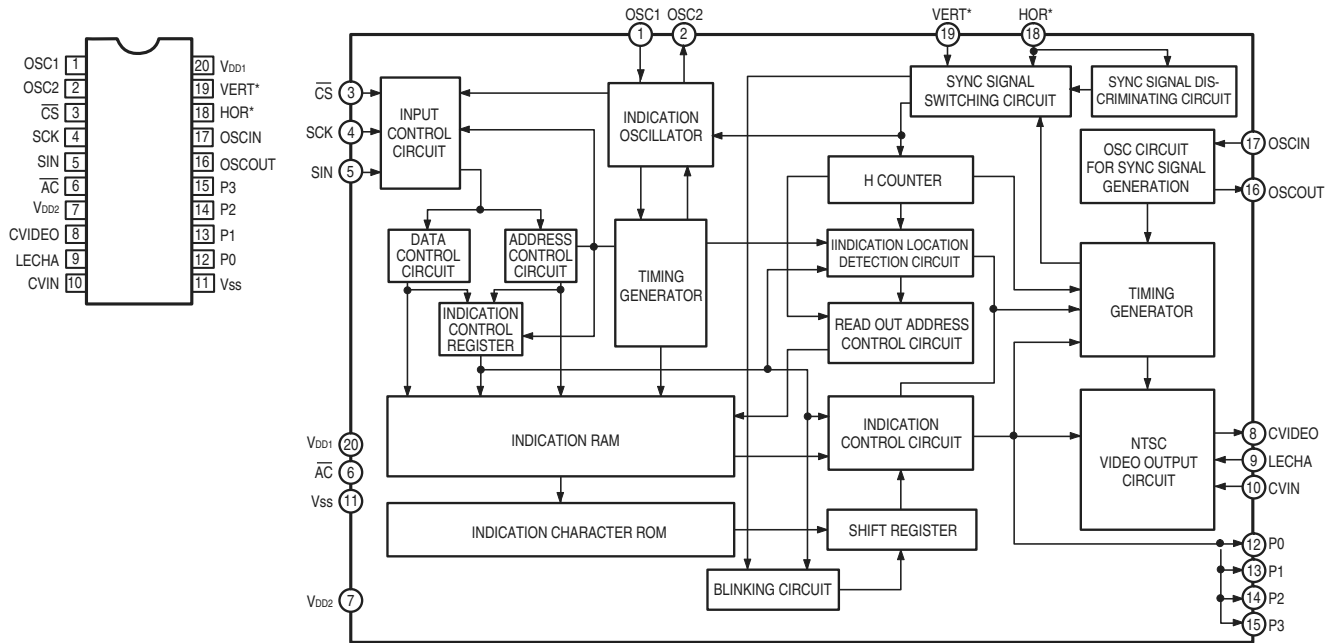 OSC1 1
OSC2 2
CS 3
SCK 4
SIN 5
AC 6
VDD2 7
CVIDEO 8
LECHA 9
CVIN 10
20 VDD1
19 VERT*
18 HOR*
17 OSCIN
16 OSCOUT
15 P3
14 P2
13 P1
12 P0
11 Vss
OSC1 OSC2
1 2
VERT* HOR*
19 18
CS 3
SCK 4
SIN 5
INPUT
CONTROL
CIRCUIT
INDICATION
OSCILLATOR
SYNC SIGNAL
SWITCHING CIRCUIT
SYNC SIGNAL DIS-
CRIMINATING CIRCUIT
OSC CIRCUIT
FOR SYNC SIGNAL
GENERATION
17 OSCIN
16 OSCOUT
H COUNTER
DATA
CONTROL
CIRCUIT
ADDRESS
CONTROL
CIRCUIT
TIMING
GENERATOR
IINDICATION LOCATION
DETECTION CIRCUIT
TIMING
GENERATOR
INDICATION
CONTROL
REGISTER
READ OUT ADDRESS
CONTROL CIRCUIT
INDICATION RAM
INDICATION
CONTROL CIRCUIT
NTSC
VIDEO OUTPUT
CIRCUIT
8 CVIDEO
9 LECHA
10 CVIN
VDD1 20
AC 6
Vss 11
INDICATION CHARACTER ROM
SHIFT REGISTER
BLINKING CIRCUIT
VDD2 7
12 P0
13 P1
14 P2
15 P3